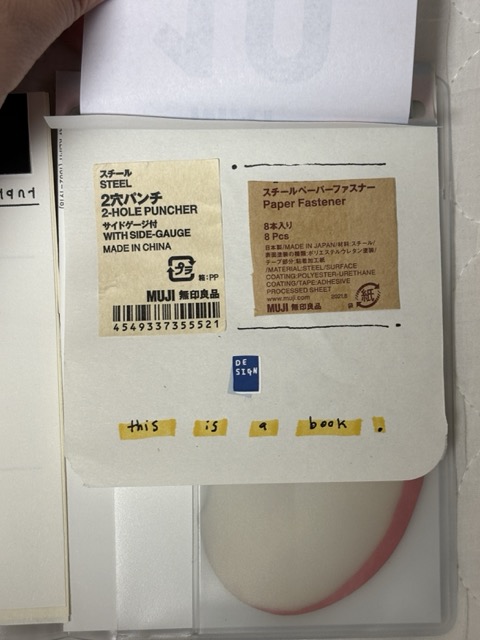 スチール
STEEL
2穴パンチ
2-HOLE PUNCHER
サイドゲージ付
WITH SIDE-GAUGE
MADE IN CHINA
プラ
箱:PP
MUJI 無印良品
4549337355521
スチールペーパーファスナー
Paper Fastener
8本入り
8 Pcs
日本製/MADE IN JAPAN/材料:スチール/
表面塗装の種類:ポリエステルウレタン塗装/
テープ部分:粘着加工紙
/MATERIAL:STEEL/SURFACE
COATING:POLYESTER-URETHANE
COATING/TAPE:ADHESIVE
PROCESSED SHEET
www.muji.com
2021.8
MUJI 無印良品
袋
紙
DE
SIGN
this is a book.